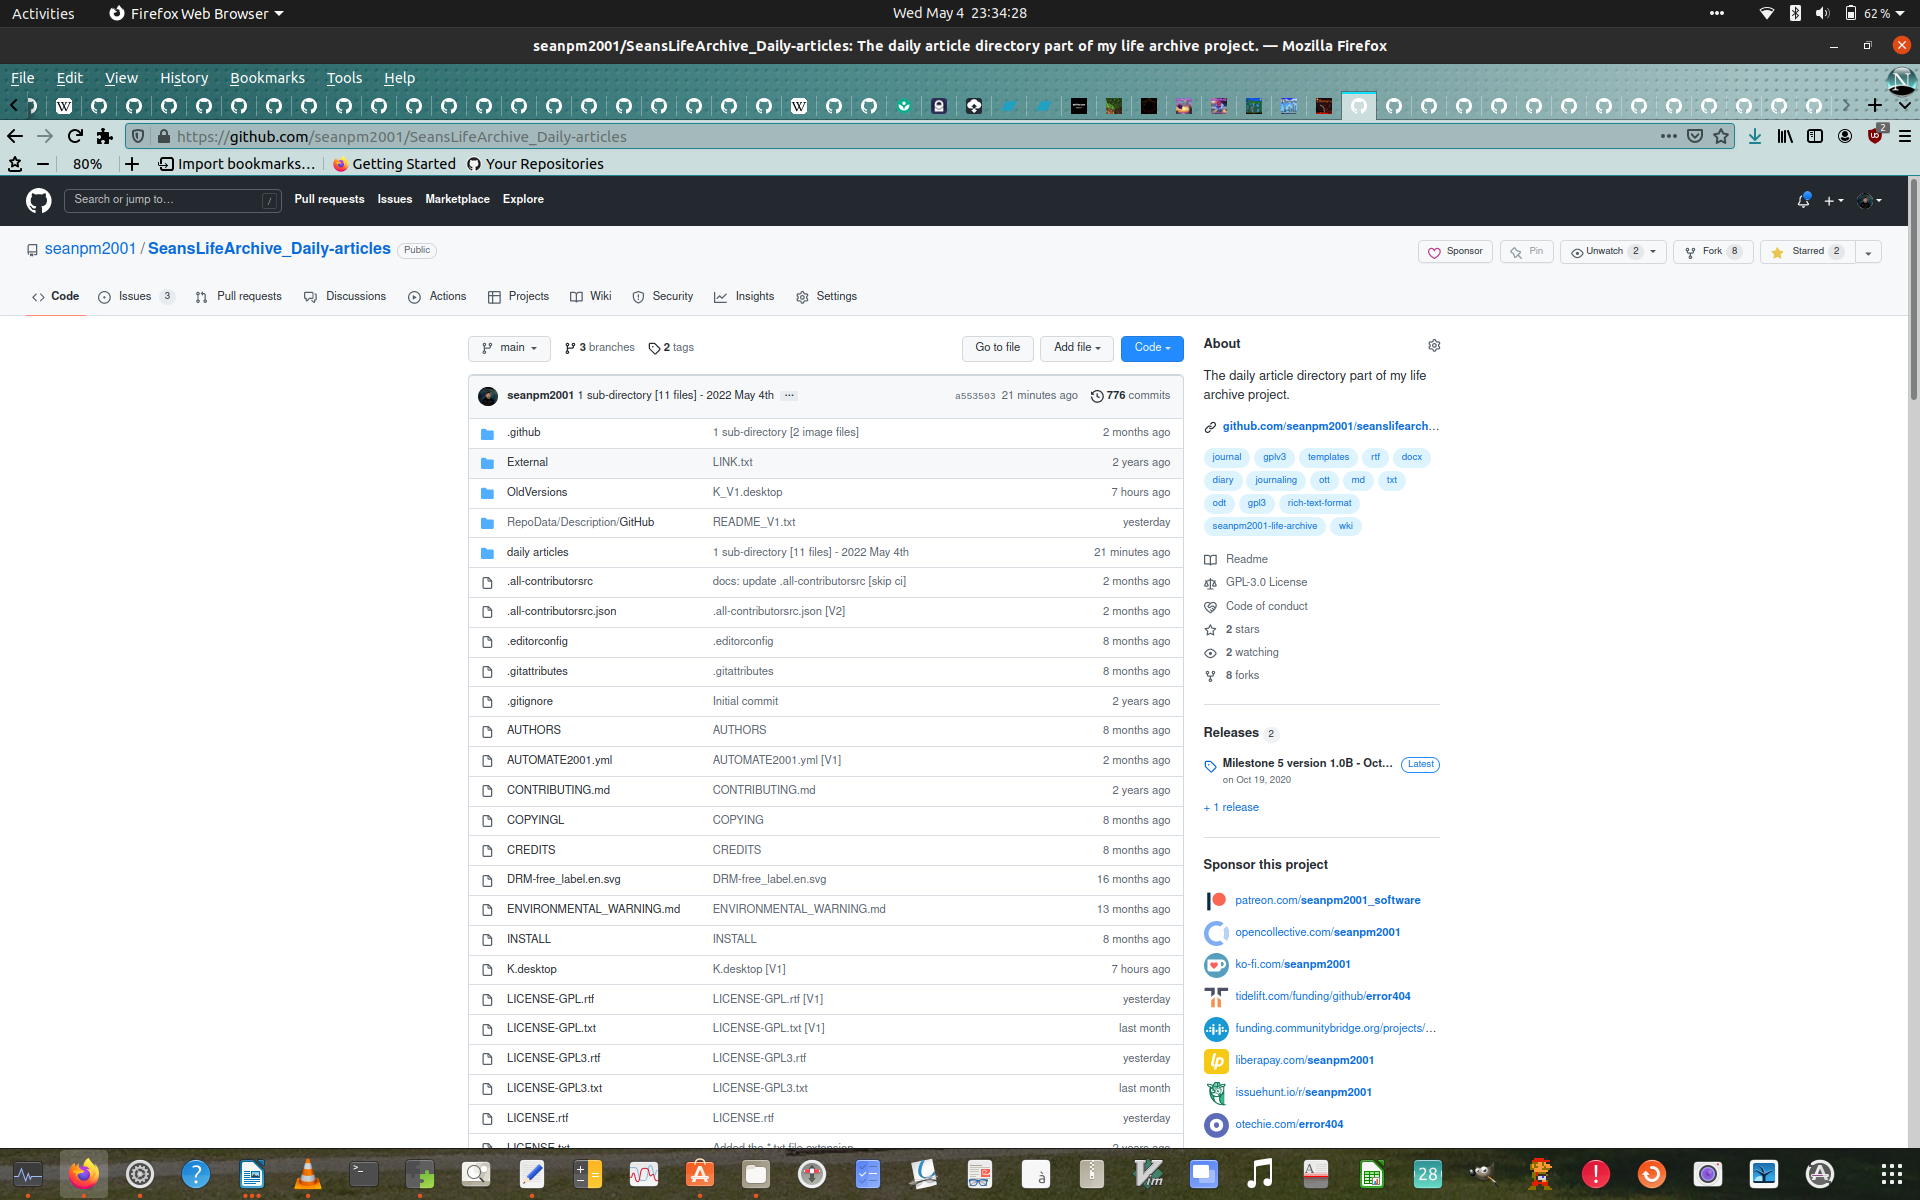 Activities
Firefox Web Browser
Wed May 4 23:34:28
62 %
seanpm2001/SeansLifeArchive_Daily-articles: The daily article directory part of my life archive project. — Mozilla Firefox
File Edit View History Bookmarks Tools Help
https://github.com/seanpm2001/SeansLifeArchive_Daily-articles
2
80% Import bookmarks... Getting Started Your Repositories
Search or jump to... / Pull requests Issues Marketplace Explore
seanpm2001 / SeansLifeArchive_Daily-articles Public
Sponsor Pin Unwatch 2 Fork 8 Starred 2
Code Issues 3 Pull requests Discussions Actions Projects Wiki Security Insights Settings
main 3 branches 2 tags Go to file Add file Code
seanpm2001 1 sub-directory [11 files] - 2022 May 4th ... a553503 21 minutes ago 776 commits
.github 1 sub-directory [2 image files] 2 months ago
External LINK.txt 2 years ago
OldVersions K_V1.desktop 7 hours ago
RepoData/Description/GitHub README_V1.txt yesterday
daily articles 1 sub-directory [11 files] - 2022 May 4th 21 minutes ago
.all-contributorsrc docs: update .all-contributorsrc [skip ci] 2 months ago
.all-contributorsrc.json .all-contributorsrc.json [V2] 2 months ago
.editorconfig .editorconfig 8 months ago
.gitattributes .gitattributes 8 months ago
.gitignore Initial commit 2 years ago
AUTHORS AUTHORS 8 months ago
AUTOMATE2001.yml AUTOMATE2001.yml [V1] 2 months ago
CONTRIBUTING.md CONTRIBUTING.md 2 years ago
COPYINGL COPYING 8 months ago
CREDITS CREDITS 8 months ago
DRM-free_label.en.svg DRM-free_label.en.svg 16 months ago
ENVIRONMENTAL_WARNING.md ENVIRONMENTAL_WARNING.md 13 months ago
INSTALL INSTALL 8 months ago
K.desktop K.desktop [V1] 7 hours ago
LICENSE-GPL.rtf LICENSE-GPL.rtf [V1] yesterday
LICENSE-GPL.txt LICENSE-GPL.txt [V1] last month
LICENSE-GPL3.rtf LICENSE-GPL3.rtf yesterday
LICENSE-GPL3.txt LICENSE-GPL3.txt last month
LICENSE.rtf LICENSE.rtf yesterday
LICENSE.txt Added the *.txt file extension 2 years ago
About
The daily article directory part of my life
archive project.
github.com/seanpm2001/seanslifearch...
journal gplv3 templates rtf docx
diary journaling ott md txt
odt gpl3 rich-text-format
seanpm2001-life-archive wki
Readme
GPL-3.0 License
Code of conduct
2 stars
2 watching
8 forks
Releases 2
Milestone 5 version 1.0B - Oct... Latest
on Oct 19, 2020
+ 1 release
Sponsor this project
patreon.com/seanpm2001_software
opencollective.com/seanpm2001
ko-fi.com/seanpm2001
tidelift.com/funding/github/error404
funding.communitybridge.org/projects/...
liberapay.com/seanpm2001
issuehunt.io/r/seanpm2001
otechie.com/error404
28